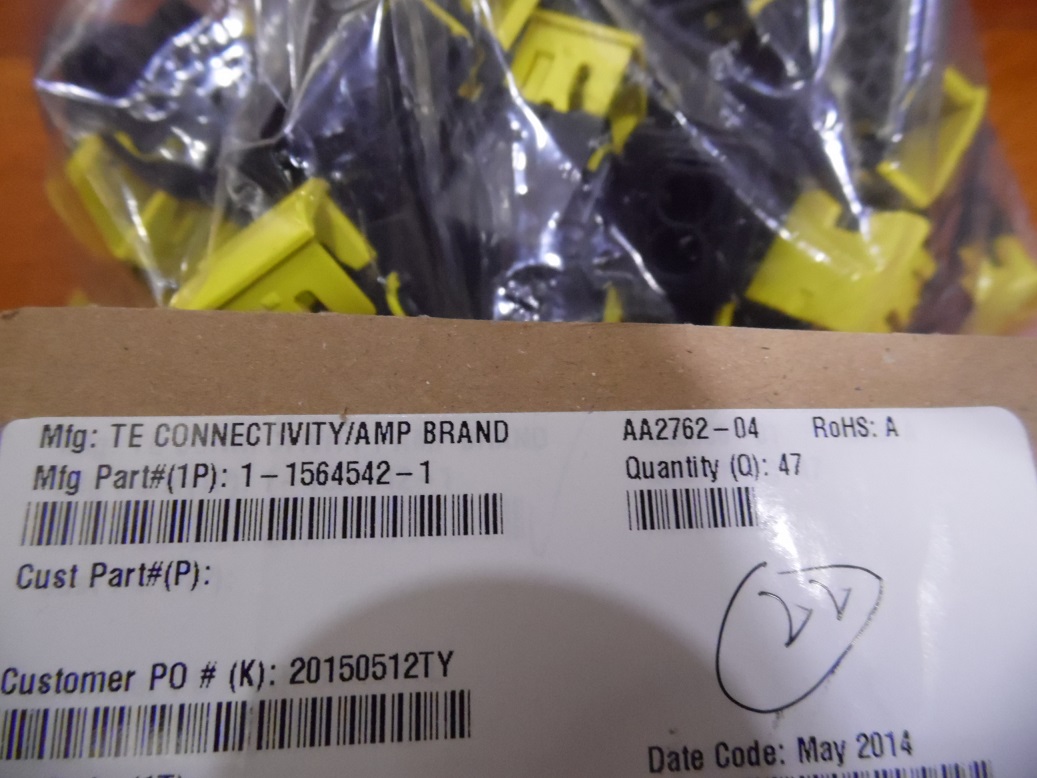 Mfg: TE CONNECTIVITY/AMP BRAND
AA2762-04 RoHS: A
Mfg Part#(1P): 1-1564542-1
Quantity (Q): 47
Cust Part#(P):
Customer PO # (K): 20150512TY
Date Code: May 2014